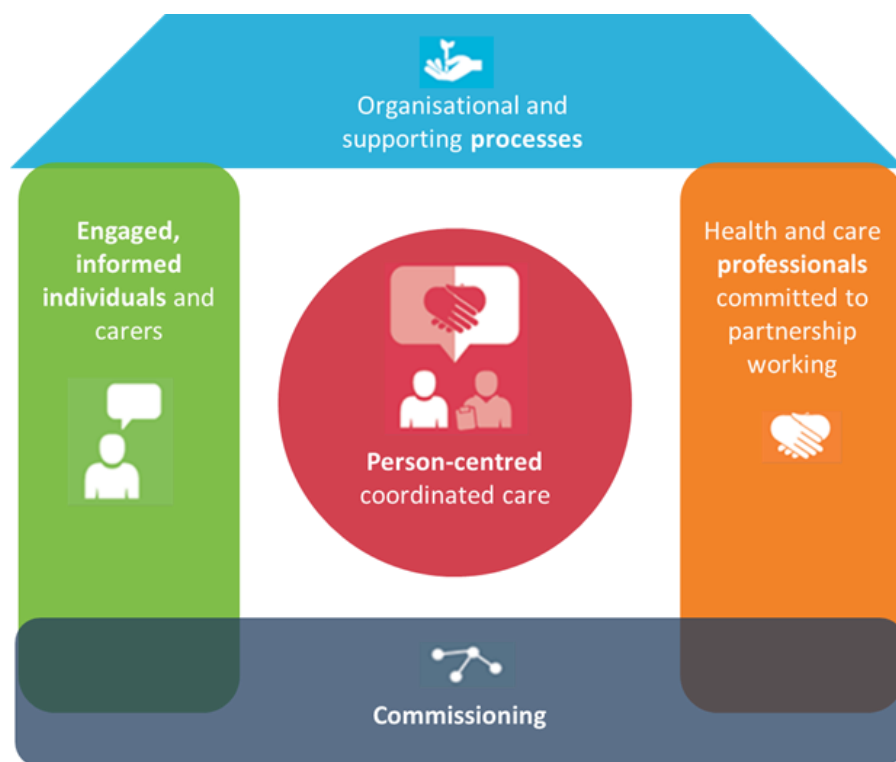 Organisational and
supporting processes
Engaged,
informed
individuals and
carers
Person-centred
coordinated care
Health and care
professionals
committed to
partnership
working
Commissioning